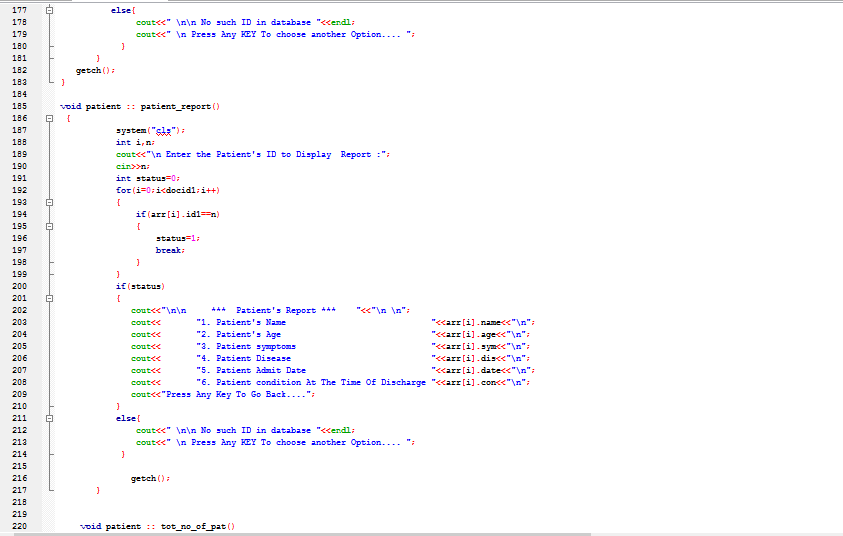 177 else{
178 cout<<" \n\n No such ID in database "<<endl;
179 cout<<" \n Press Any KEY To choose another Option.... ";
180 }
181 }
182 getch();
183 }
184
185 void patient :: patient_report()
186 {
187 system("cls");
188 int i,n;
189 cout<<"\n Enter the Patient's ID to Display  Report :";
190 cin>>n;
191 int status=0;
192 for(i=0;i<docid1;i++)
193 {
194 if(arr[i].id1==n)
195 {
196 status=1;
197 break;
198 }
199 }
200 if(status)
201 {
202 cout<<"\n\n     ***  Patient's Report ***    "<<"\n \n";
203 cout<<       "1. Patient's Name                             "<<arr[i].name<<"\n";
204 cout<<       "2. Patient's Age                              "<<arr[i].age<<"\n";
205 cout<<       "3. Patient symptoms                           "<<arr[i].sym<<"\n";
206 cout<<       "4. Patient Disease                            "<<arr[i].dis<<"\n";
207 cout<<       "5. Patient Admit Date                         "<<arr[i].date<<"\n";
208 cout<<       "6. Patient condition At The Time Of Discharge "<<arr[i].con<<"\n";
209 cout<<"Press Any Key To Go Back....";
210 }
211 else{
212 cout<<" \n\n No such ID in database "<<endl;
213 cout<<" \n Press Any KEY To choose another Option.... ";
214 }
215
216 getch();
217 }
218
219
220 void patient :: tot_no_of_pat()